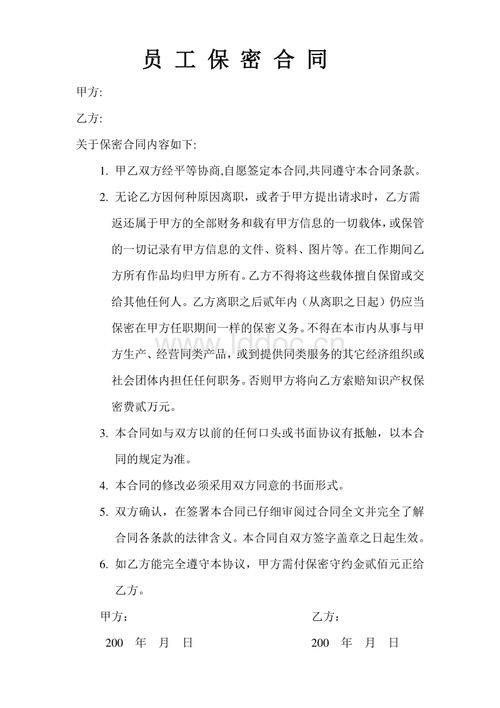 员工保密合同
甲方:
乙方:
关于保密合同内容如下:
1. 甲乙双方经平等协商,自愿签定本合同,共同遵守本合同条款。
2. 无论乙方因何种原因离职，或者于甲方提出请求时，乙方需
返还属于甲方的全部财务和载有甲方信息的一切载体，或保管
的一切记录有甲方信息的文件、资料、图片等。在工作期间乙
方所有作品均归甲方所有。乙方不得将这些载体擅自保留或交
给其他任何人。乙方离职之后贰年内（从离职之日起）仍应当
保密在甲方任职期间一样的保密义务。不得在本市内从事与甲
方生产、经营同类产品，或到提供同类服务的其它经济组织或
社会团体内担任任何职务。否则甲方将向乙方索赔知识产权保
密费贰万元。
www.lddoc.cn
3. 本合同如与双方以前的任何口头或书面协议有抵触，以本合
同的规定为准。
4. 本合同的修改必须采用双方同意的书面形式。
5. 双方确认，在签署本合同已仔细审阅过合同全文并完全了解
合同各条款的法律含义。本合同自双方签字盖章之日起生效。
6. 如乙方能完全遵守本协议，甲方需付保密守约金贰佰元正给
乙方。
甲方： 乙方：
200 年 月 日 200 年 月 日